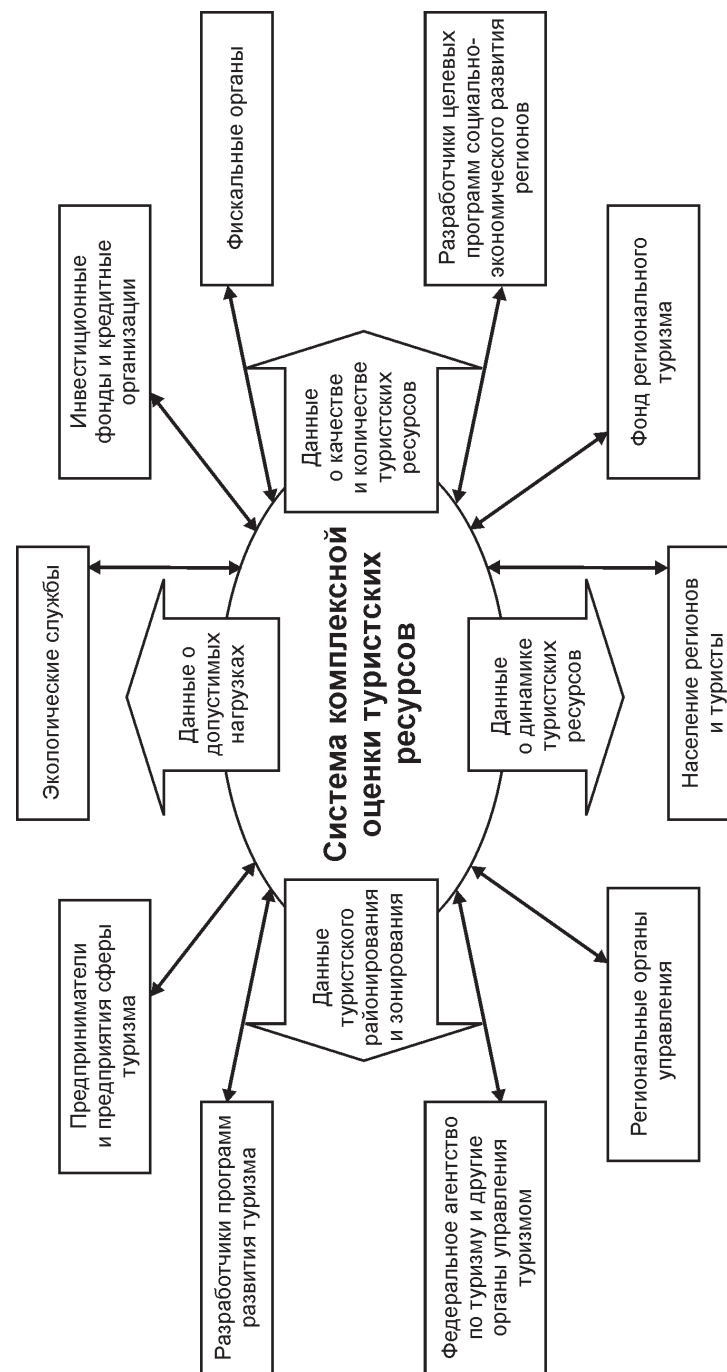 Экологические службы
Предприниматели
и предприятия сферы
туризма
Инвестиционные
фонды и кредитные
организации
Разработчики программ
развития туризма
Фискальные органы
Данные о
допустимых
нагрузках
Данные
туристского
районирования
и зонирования
Система комплексной
оценки туристских
ресурсов
Данные
о качестве
и количестве
туристских
ресурсов
Данные
о динамике
туристских
ресурсов
Федеральное агентство
по туризму и другие
органы управления
туризмом
Разработчики целевых
программ социально-
экономического развития
регионов
Региональные органы
управления
Фонд регионального
туризма
Население регионов
и туристы